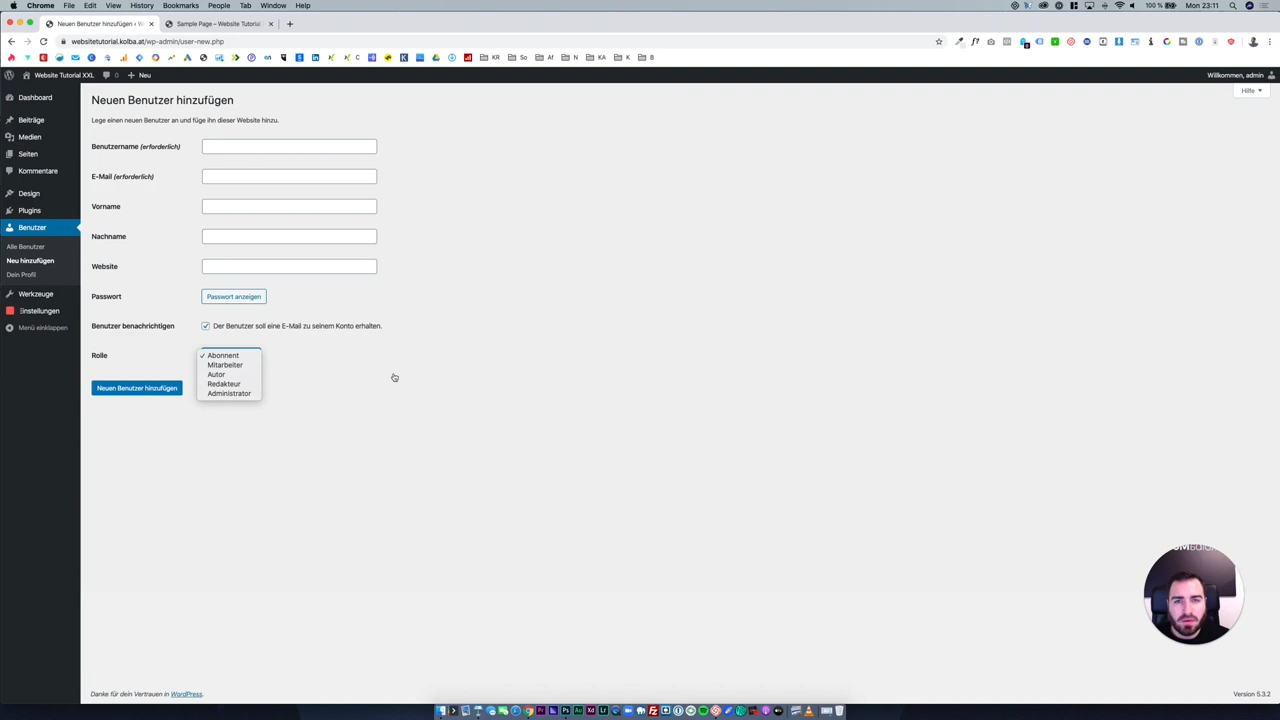 Chrome File Edit View History Bookmarks People Tab Window Help 100 % Mon 23:11
Neuen Benutzer hinzufügen ‹ W
Sample Page – Website Tutorial
websitetutorial.kolba.at/wp-admin/user-new.php
KR So Af N KA K B
Website Tutorial XXL 0 Neu Willkommen, admin
Hilfe
Dashboard
Beiträge
Medien
Seiten
Kommentare
Design
Plugins
Benutzer
Alle Benutzer
Neu hinzufügen
Dein Profil
Werkzeuge
Einstellungen
Menü einklappen
Neuen Benutzer hinzufügen
Lege einen neuen Benutzer an und füge ihn dieser Website hinzu.
Benutzername (erforderlich)
E-Mail (erforderlich)
Vorname
Nachname
Website
Passwort Passwort anzeigen
Benutzer benachrichtigen Der Benutzer soll eine E-Mail zu seinem Konto erhalten.
Rolle
Abonnent
Mitarbeiter
Autor
Redakteur
Administrator
Neuen Benutzer hinzufügen
Danke für dein Vertrauen in WordPress.
Version 5.3.2